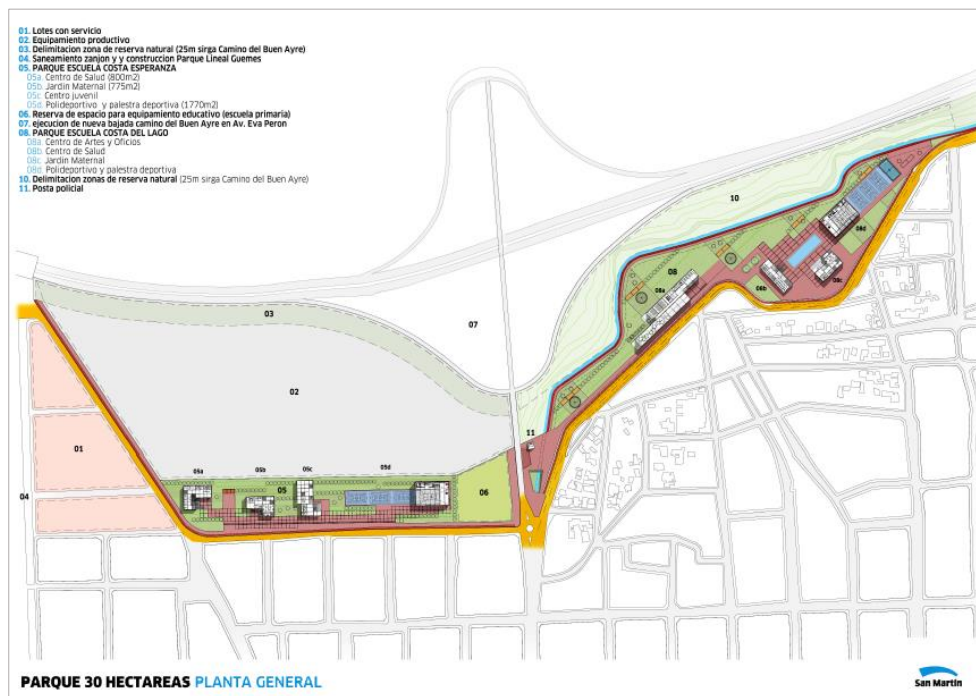 01. Lotes con servicio
02. Equipamiento productivo
03. Delimitacion zona de reserva natural (25m sirga Camino del Buen Ayre)
04. Saneamiento zanjon y y construccion Parque Lineal Guemes
05. PARQUE ESCUELA COSTA ESPERANZA
05a. Centro de Salud (800m2)
05b. Jardin Maternal (775m2)
05c. Centro juvenil
05d. Polideportivo y palestra deportiva (1770m2)
06. Reserva de espacio para equipamiento educativo (escuela primaria)
07. ejecucion de nueva bajada camino del Buen Ayre en Av. Eva Peron
08. PARQUE ESCUELA COSTA DEL LAGO
08a. Centro de Artes y Oficios
08b. Centro de Salud
08c. Jardin Maternal
08d. Polideportivo y palestra deportiva
10. Delimitacion zonas de reserva natural (25m sirga Camino del Buen Ayre)
11. Posta policial
10
08d
08
08c
08b
08a
03
07
02
11
01
05a
05b
05c
05d
05
06
04
PARQUE 30 HECTAREAS PLANTA GENERAL
San Martín